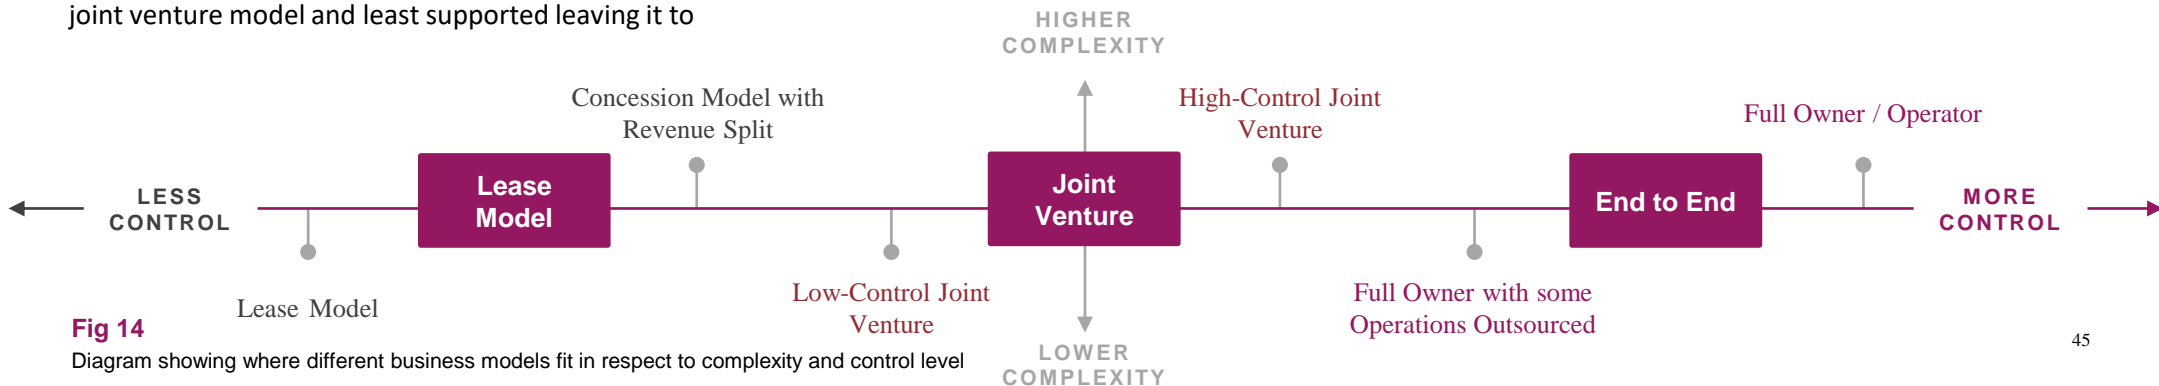 joint venture model and least supported leaving it to
HIGHER
COMPLEXITY
Concession Model with
Revenue Split
High-Control Joint
Venture
Full Owner / Operator
LESS
CONTROL
Lease
Model
Joint
Venture
End to End
MORE
CONTROL
Lease Model
Low-Control Joint
Venture
Full Owner with some
Operations Outsourced
LOWER
COMPLEXITY
Fig 14
Diagram showing where different business models fit in respect to complexity and control level
45